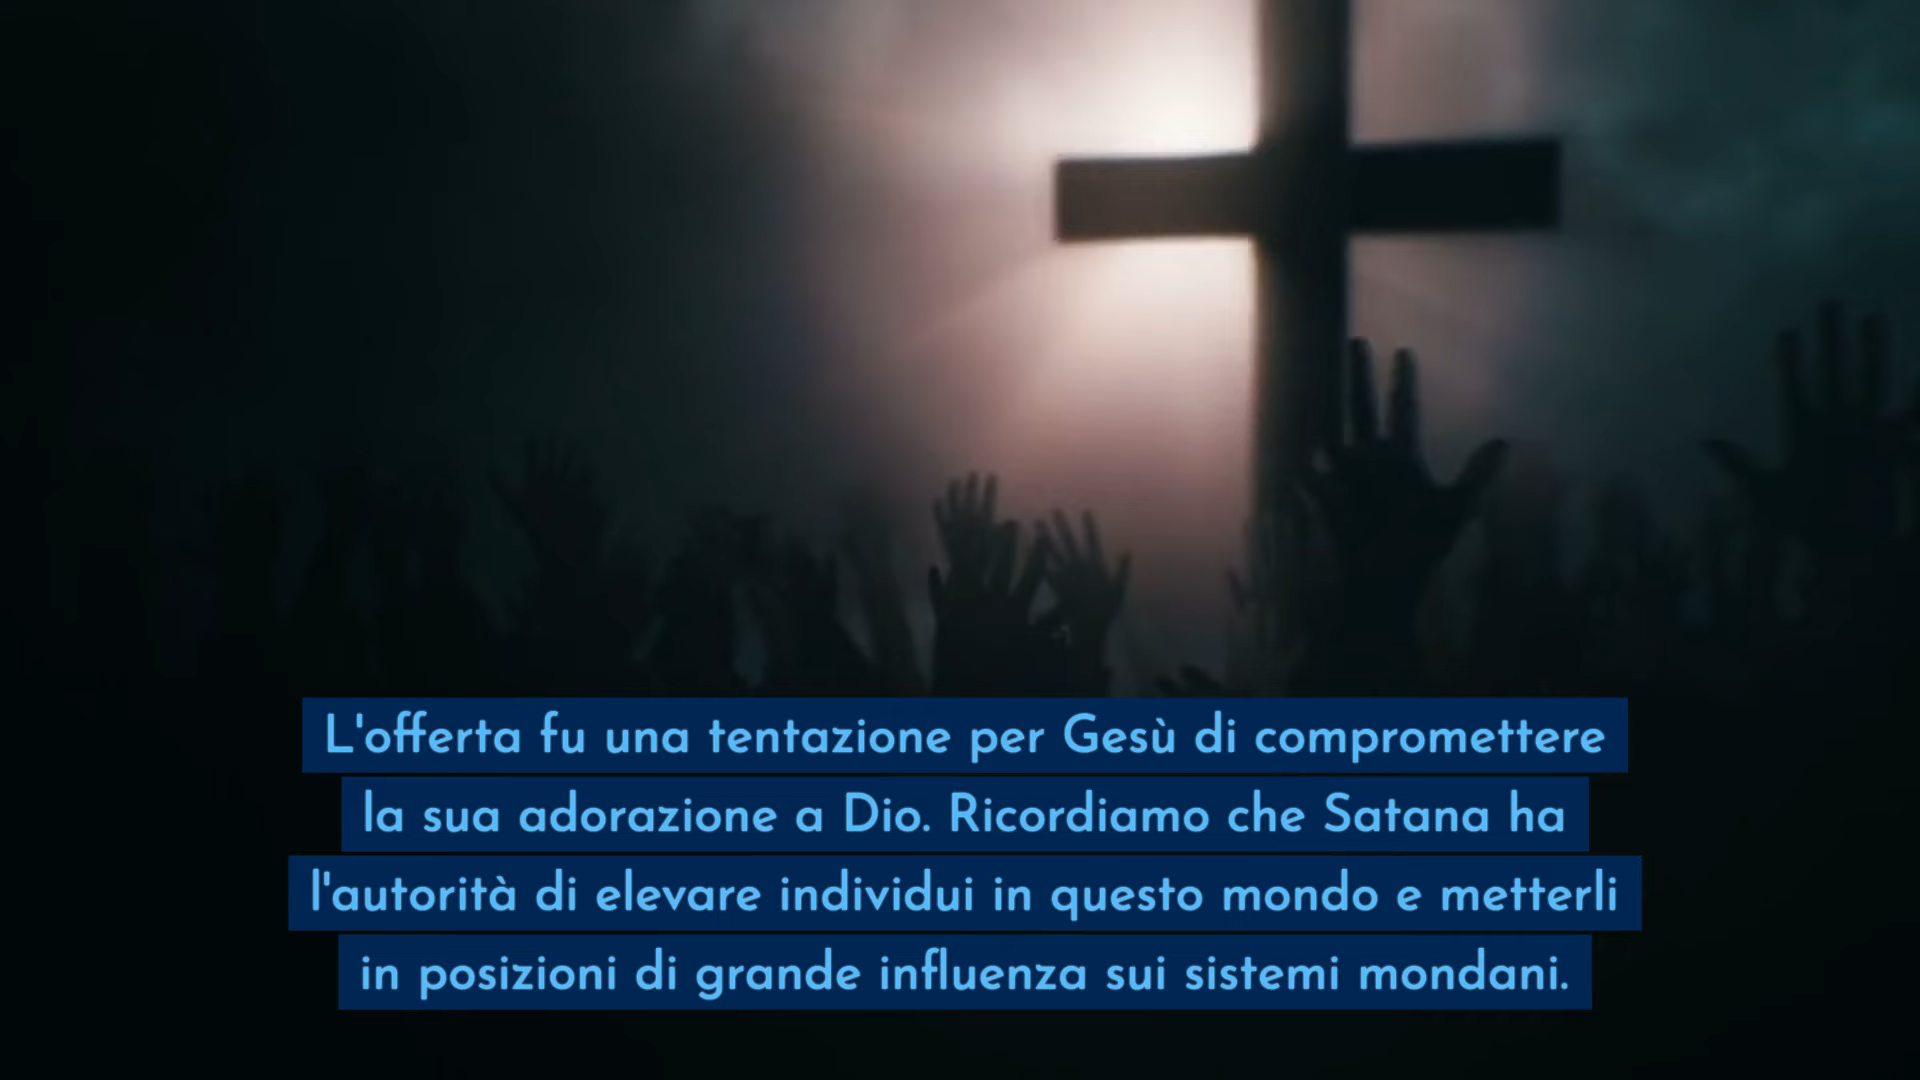 L'offerta fu una tentazione per Gesù di compromettere
la sua adorazione a Dio. Ricordiamo che Satana ha
l'autorità di elevare individui in questo mondo e metterli
in posizioni di grande influenza sui sistemi mondani.